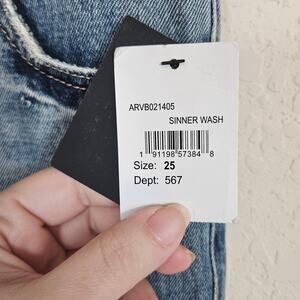 ARVB021405
SINNER WASH
1 91198 57384 8
Size: 25
Dept: 567